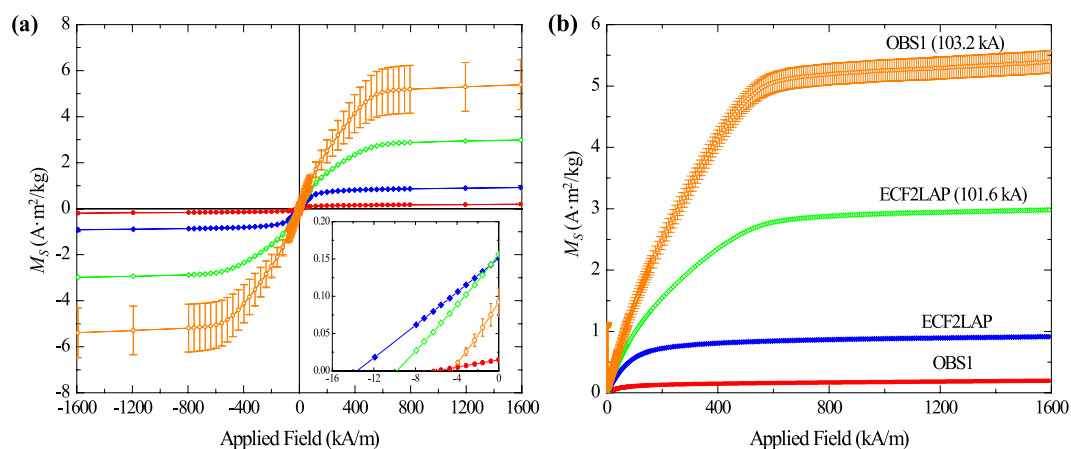 (a)
8
6
4
2
0
-2
-4
-6
-8
M_S (A·m²/kg)
-1600 -1200 -800 -400 0 400 800 1200 1600
Applied Field (kA/m)
0.20
0.15
0.10
0.05
0.00
-16 -12 -8 -4 0
(b)
6
5
4
3
2
1
0
M_S (A·m²/kg)
OBS1 (103.2 kA)
ECF2LAP (101.6 kA)
ECF2LAP
OBS1
0 400 800 1200 1600
Applied Field (kA/m)